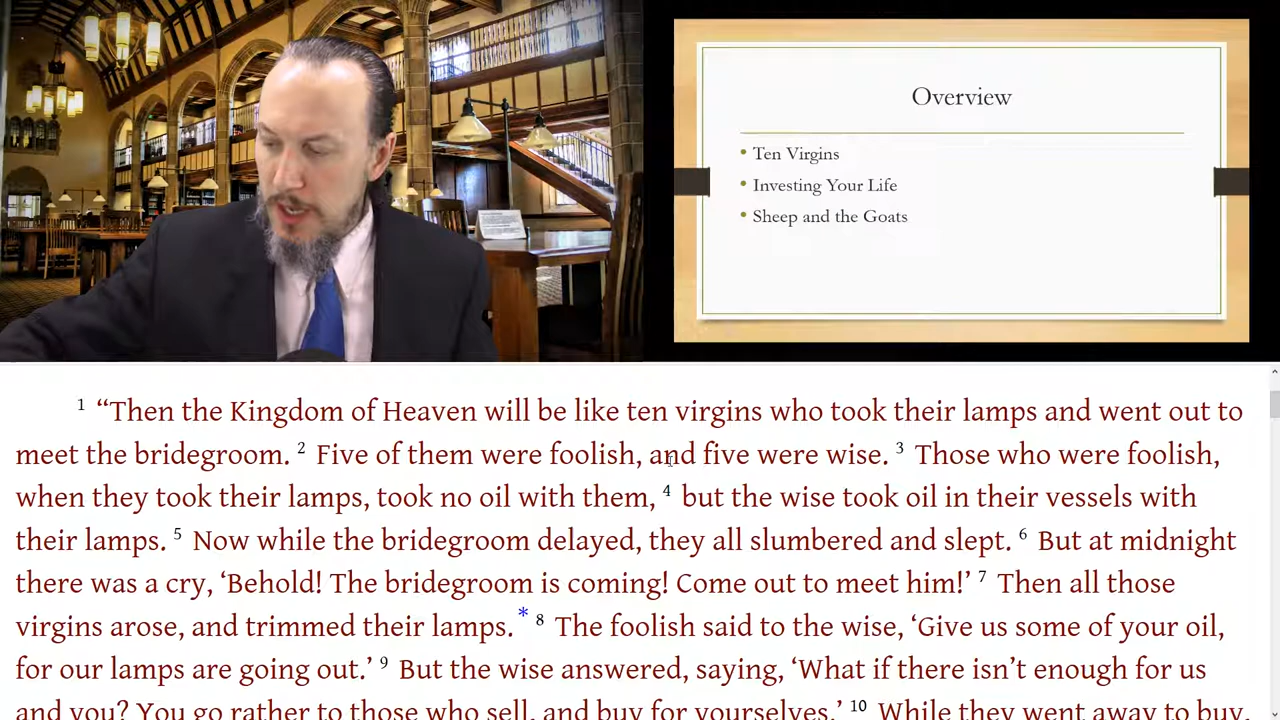 Overview
• Ten Virgins
• Investing Your Life
• Sheep and the Goats
1 “Then the Kingdom of Heaven will be like ten virgins who took their lamps and went out to
meet the bridegroom. 2 Five of them were foolish, and five were wise. 3 Those who were foolish,
when they took their lamps, took no oil with them, 4 but the wise took oil in their vessels with
their lamps. 5 Now while the bridegroom delayed, they all slumbered and slept. 6 But at midnight
there was a cry, ‘Behold! The bridegroom is coming! Come out to meet him!’ 7 Then all those
virgins arose, and trimmed their lamps.* 8 The foolish said to the wise, ‘Give us some of your oil,
for our lamps are going out.’ 9 But the wise answered, saying, ‘What if there isn’t enough for us
and you? You go rather to those who sell, and buy for yourselves.’ 10 While they went away to buy,